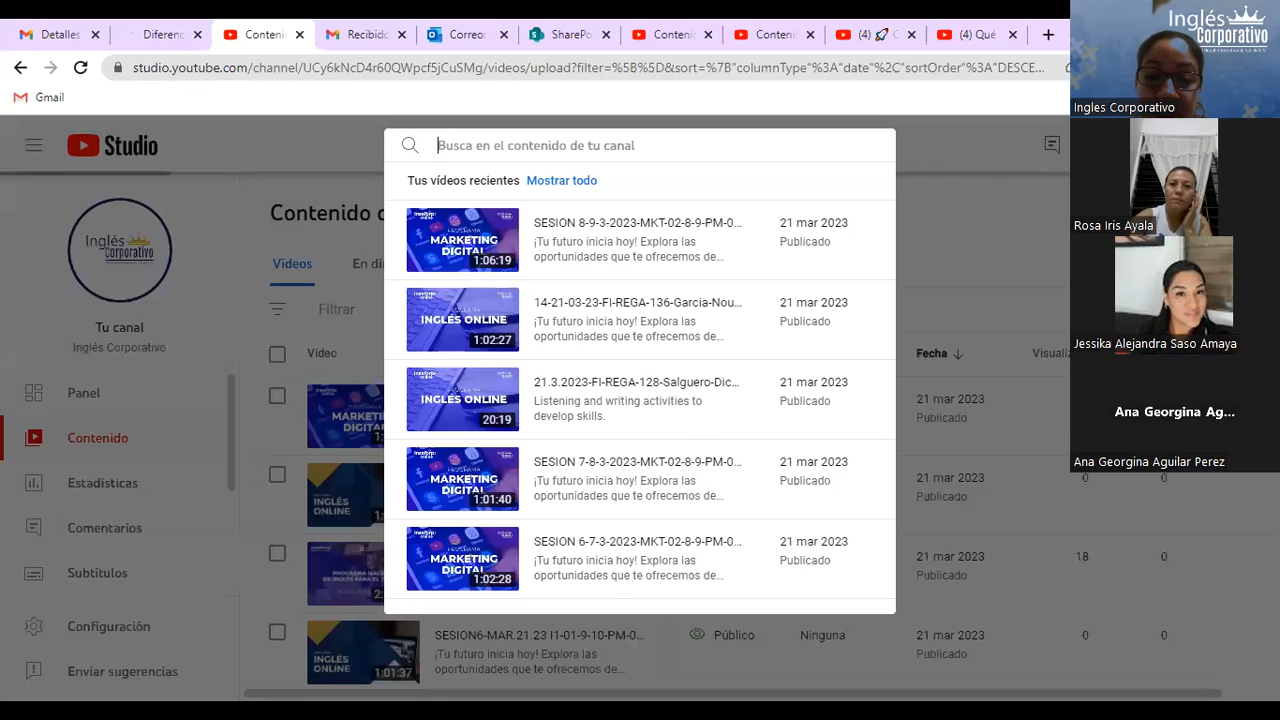 Detalles
Diferenc
Conteni
Recibido
Correo:
SharePo
Conteni
Conteni
(4) 🚀 C
(4) Qué
studio.youtube.com/channel/UCy6kNcD4r60QWpcf5jCuSMg/videos/upload?filter=%5B%5D&sort=%7B"columnType"%3A"date"%2C"sortOrder"%3A"DESCE...
Gmail
Studio
Busca en el contenido de tu canal
Tus vídeos recientes Mostrar todo
SESION 8-9-3-2023-MKT-02-8-9-PM-0...
¡Tu futuro inicia hoy! Explora las
oportunidades que te ofrecemos de...
21 mar 2023
Publicado
MARKETING
DIGITAL
1:06:19
14-21-03-23-FI-REGA-136-Garcia-Nou...
¡Tu futuro inicia hoy! Explora las
oportunidades que te ofrecemos de...
21 mar 2023
Publicado
INGLÉS ONLINE
1:02:27
21.3.2023-FI-REGA-128-Salguero-Dic...
Listening and writing activities to
develop skills.
21 mar 2023
Publicado
INGLÉS ONLINE
20:19
SESION 7-8-3-2023-MKT-02-8-9-PM-0...
¡Tu futuro inicia hoy! Explora las
oportunidades que te ofrecemos de...
21 mar 2023
Publicado
MARKETING
DIGITAL
1:01:40
SESION 6-7-3-2023-MKT-02-8-9-PM-0...
¡Tu futuro inicia hoy! Explora las
oportunidades que te ofrecemos de...
21 mar 2023
Publicado
MARKETING
DIGITAL
1:02:28
Inglés
Corporativo
Tu canal
Inglés Corporativo
Panel
Contenido
Estadísticas
Comentarios
Subtítulos
Configuración
Enviar sugerencias
Contenido d
Vídeos
En di
Filtrar
Vídeo
Fecha
Visualiz
MARKETI
DIGITAL
21 mar 2023
Publicado
INGLÉS
ONLINE
21 mar 2023
Publicado
0 0
21 mar 2023
Publicado
18 0
INGLÉS
ONLINE
1:01:37
SESION6-MAR.21.23 I1-01-9-10-PM-0...
¡Tu futuro inicia hoy! Explora las
oportunidades que te ofrecemos de...
Público
Ninguna
21 mar 2023
Publicado
0 0
Inglés
Corporativo
Ingles Corporativo
Rosa Iris Ayala
Jessika Alejandra Saso Amaya
Ana Georgina Ag...
Ana Georgina Aguilar Perez